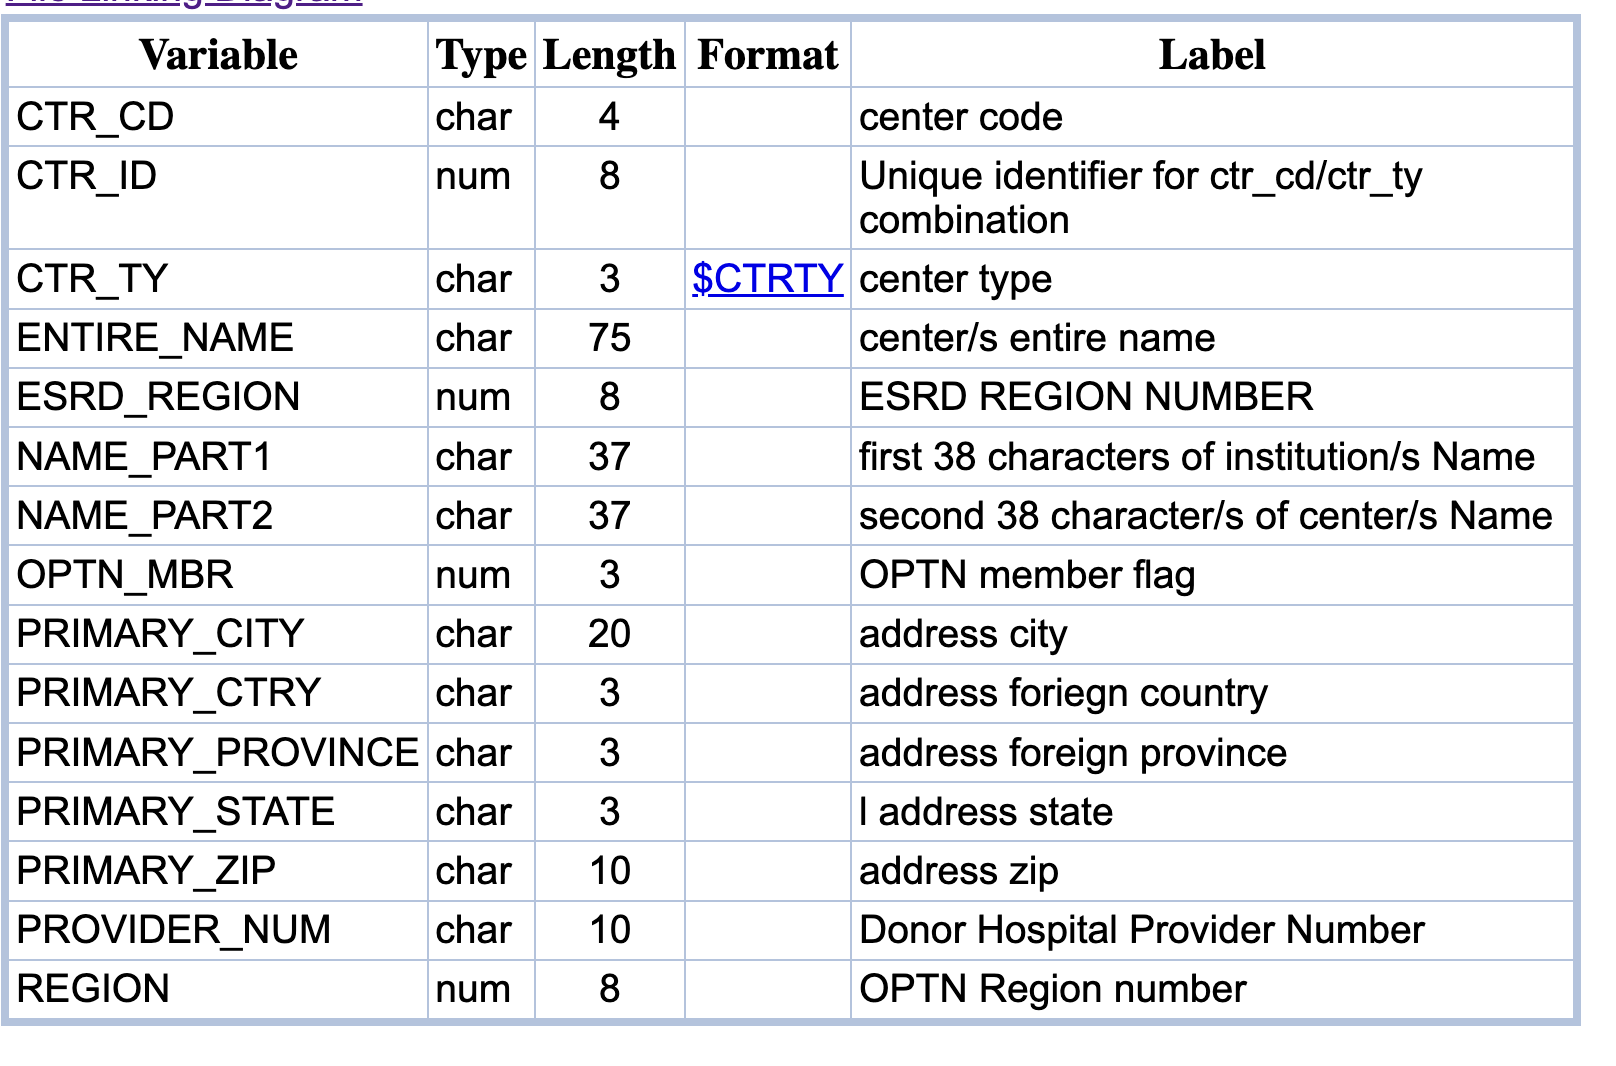 File Linking Diagram
Variable Type Length Format Label
CTR_CD char 4 center code
CTR_ID num 8 Unique identifier for ctr_cd/ctr_ty
combination
CTR_TY char 3 $CTRTY center type
ENTIRE_NAME char 75 center/s entire name
ESRD_REGION num 8 ESRD REGION NUMBER
NAME_PART1 char 37 first 38 characters of institution/s Name
NAME_PART2 char 37 second 38 character/s of center/s Name
OPTN_MBR num 3 OPTN member flag
PRIMARY_CITY char 20 address city
PRIMARY_CTRY char 3 address foriegn country
PRIMARY_PROVINCE char 3 address foreign province
PRIMARY_STATE char 3 l address state
PRIMARY_ZIP char 10 address zip
PROVIDER_NUM char 10 Donor Hospital Provider Number
REGION num 8 OPTN Region number